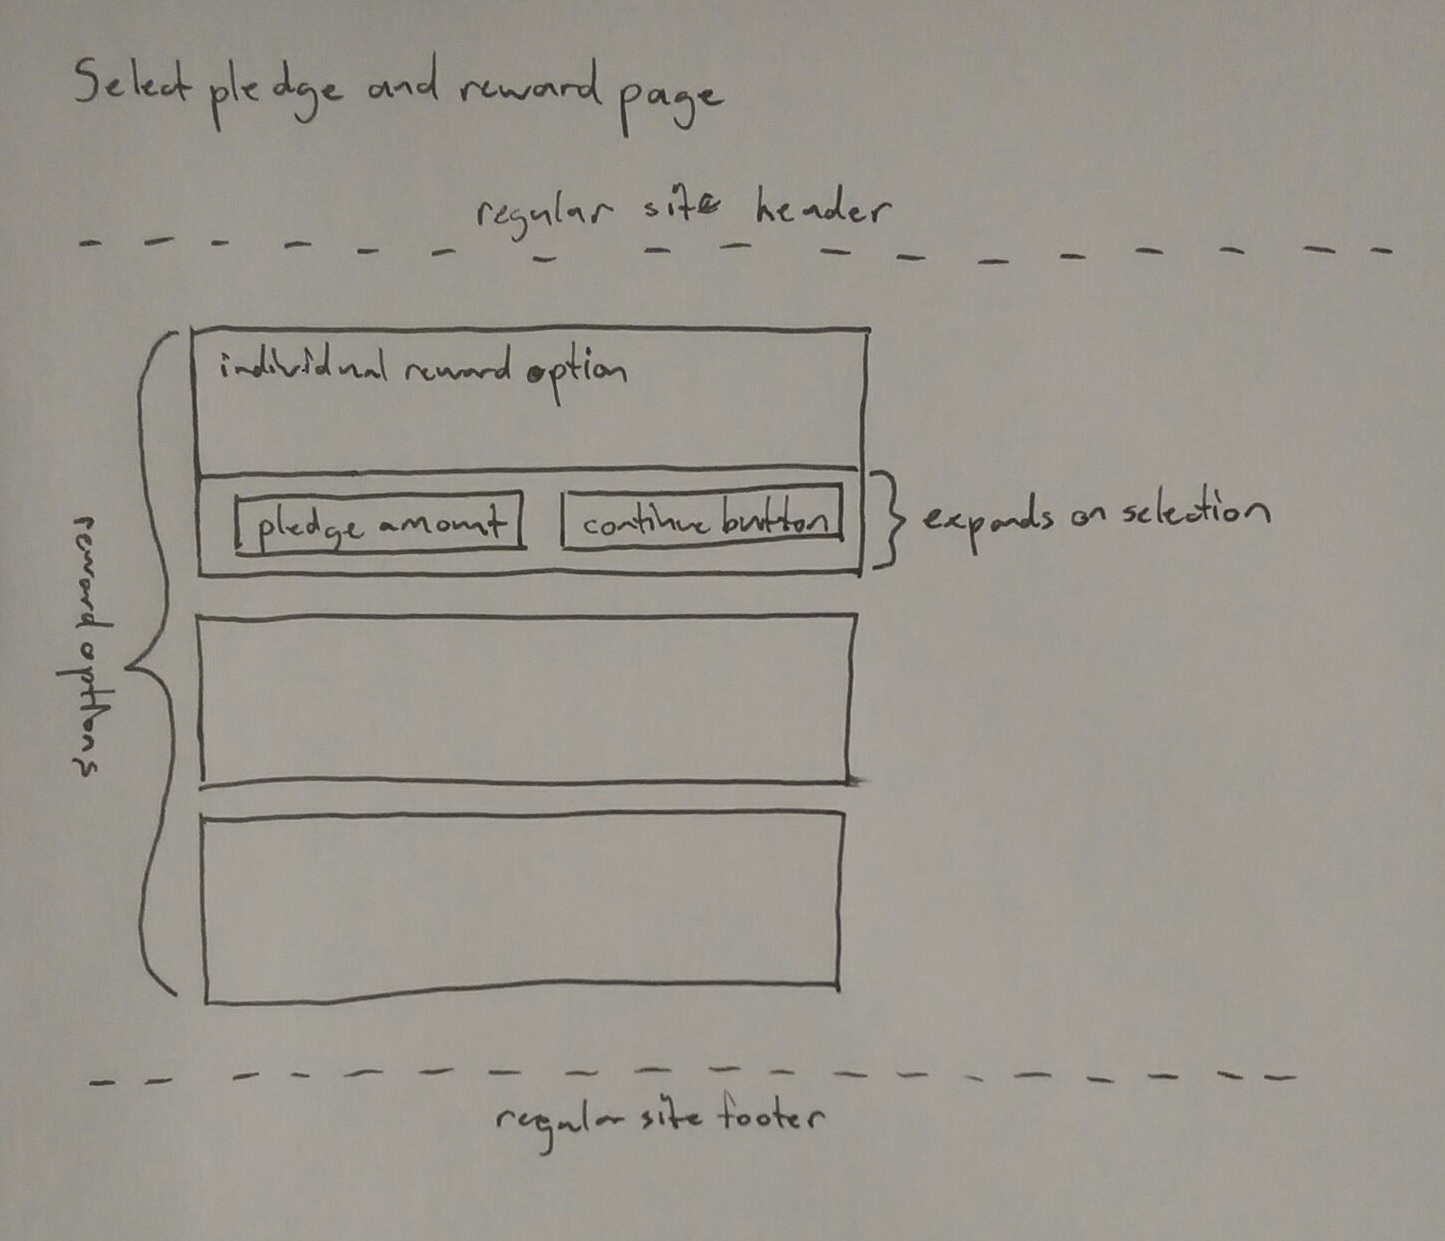 Select pledge and reward page
regular site header
individual reward option
pledge amount
continue button
expands on selection
reward options
regular site footer